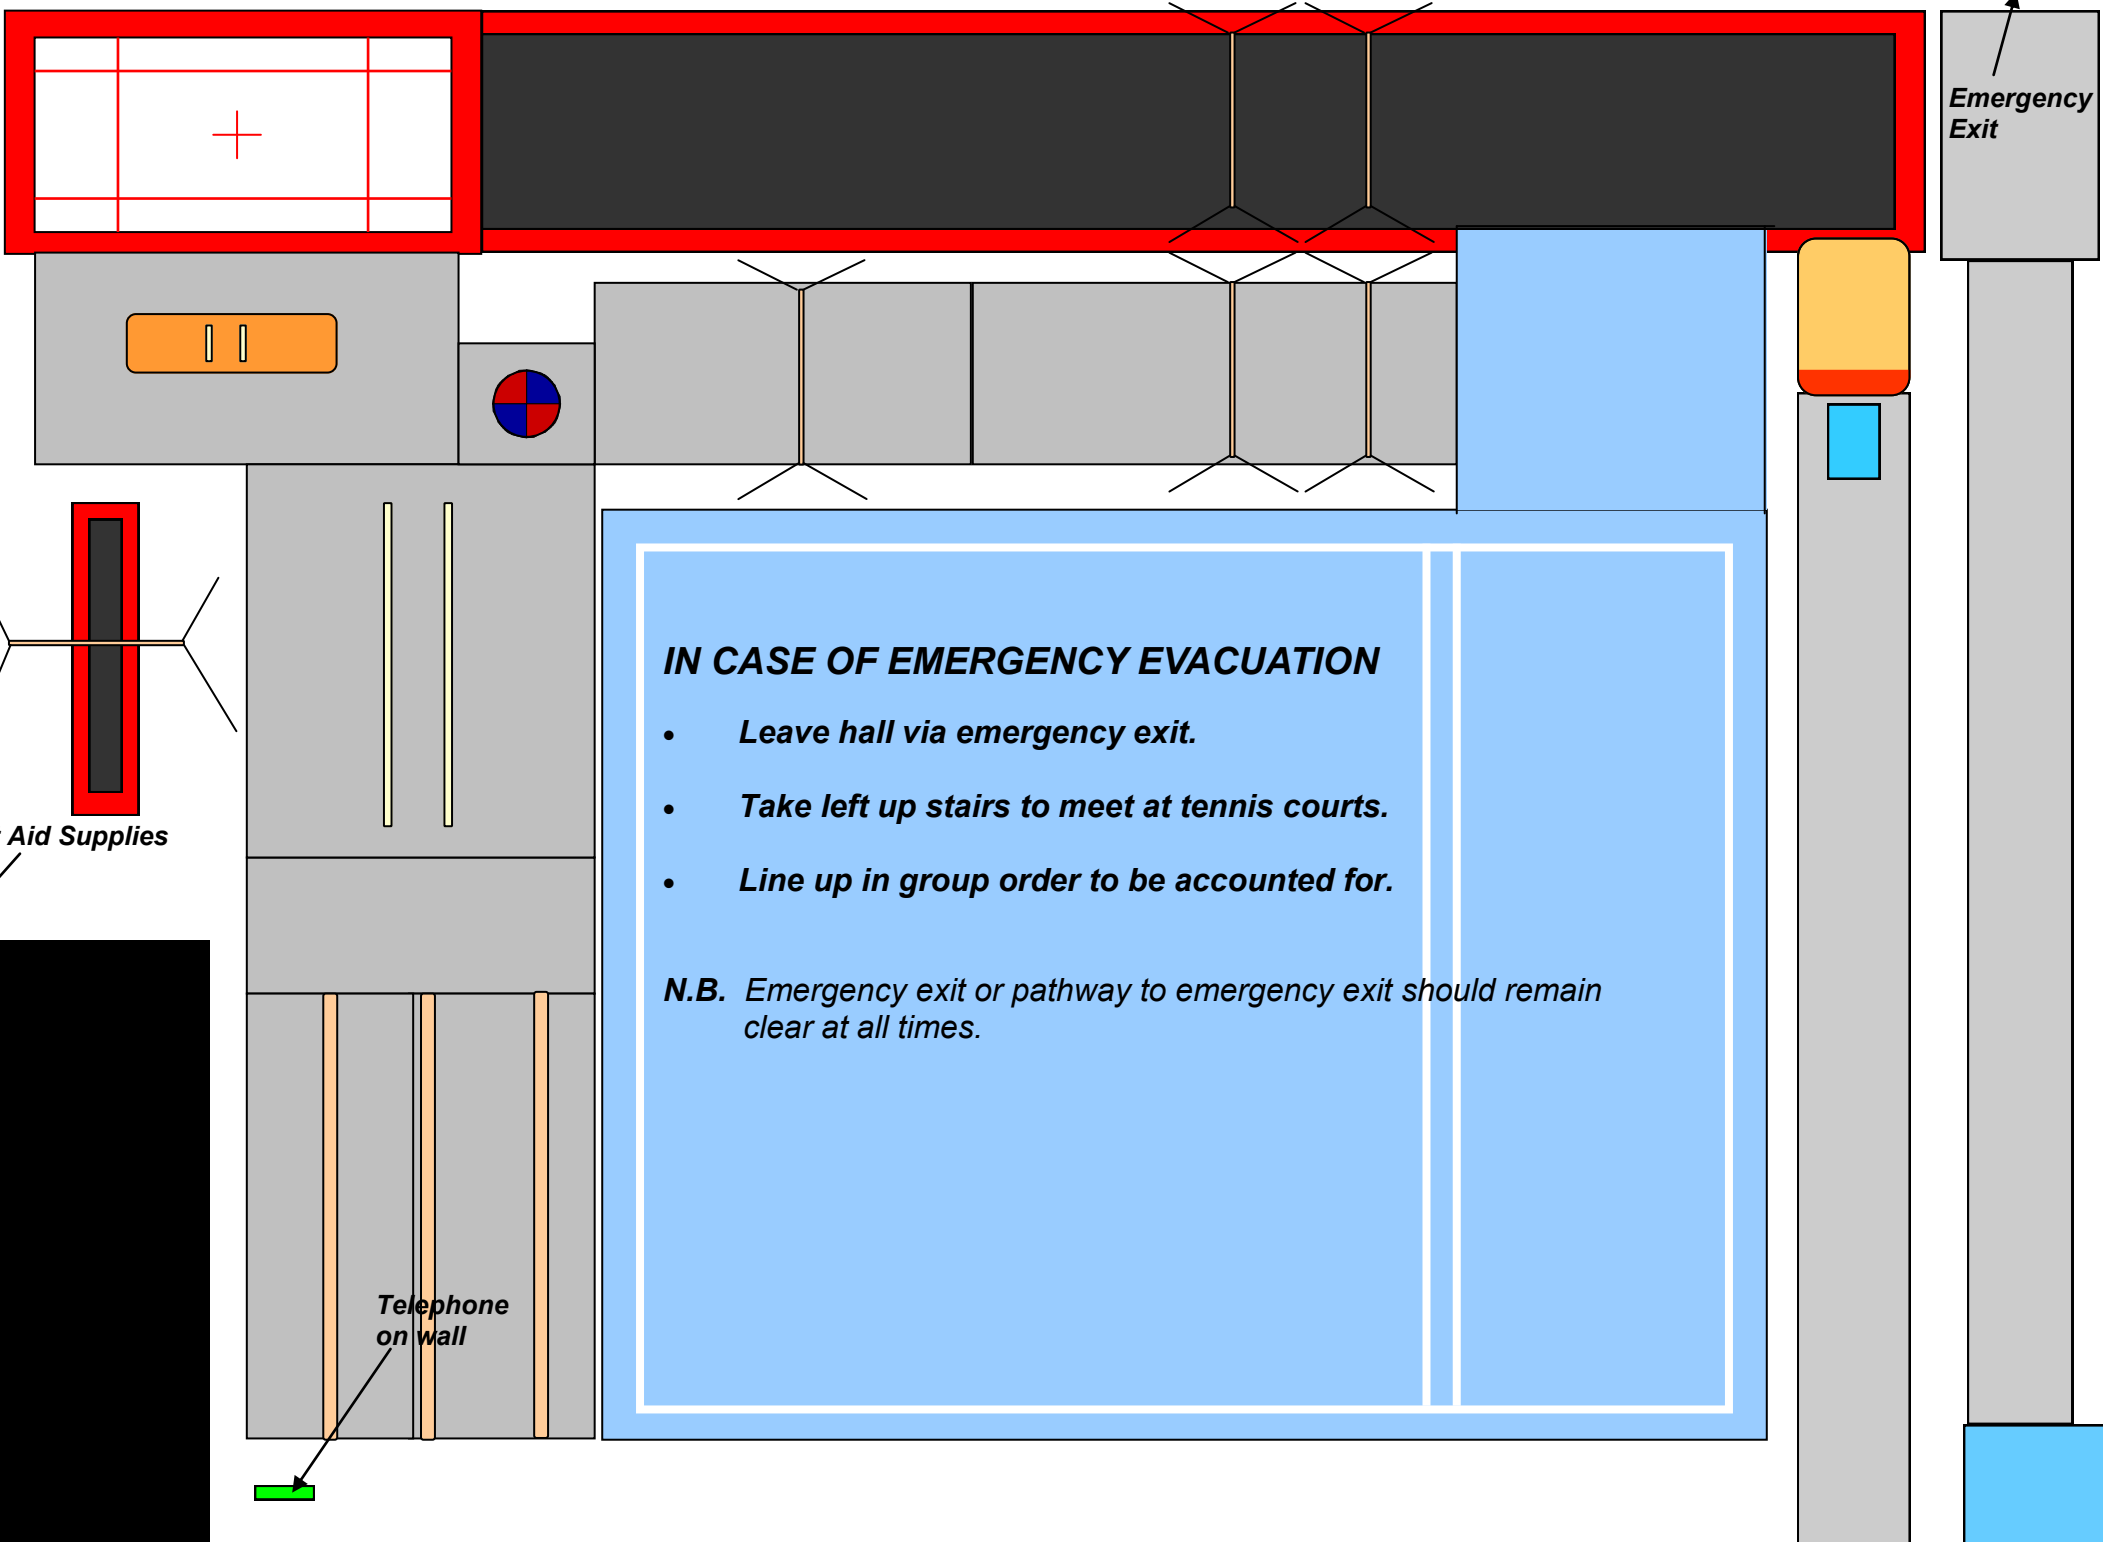 Emergency
Exit
IN CASE OF EMERGENCY EVACUATION
• Leave hall via emergency exit.
• Take left up stairs to meet at tennis courts.
Aid Supplies
• Line up in group order to be accounted for.
N.B. Emergency exit or pathway to emergency exit should remain
clear at all times.
Telephone
on wall